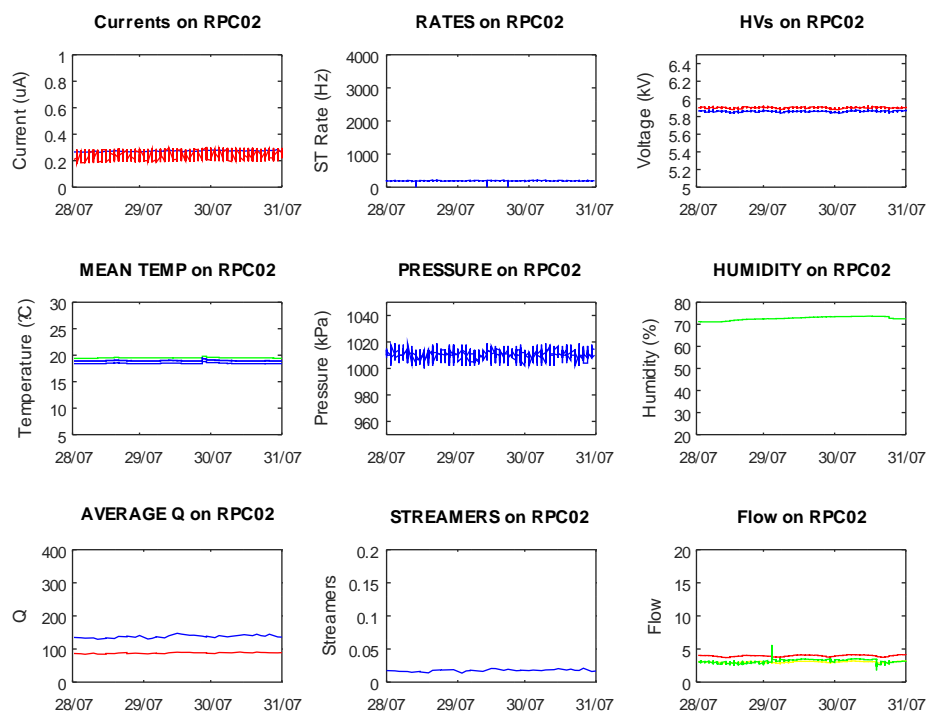 Currents on RPC02
Current (uA)
1
0.8
0.6
0.4
0.2
0
28/07 29/07 30/07 31/07
RATES on RPC02
ST Rate (Hz)
4000
3000
2000
1000
0
28/07 29/07 30/07 31/07
HVs on RPC02
Voltage (kV)
6.4
6.2
6
5.8
5.6
5.4
5.2
5
28/07 29/07 30/07 31/07
MEAN TEMP on RPC02
Temperature (?C)
30
25
20
15
10
5
28/07 29/07 30/07 31/07
PRESSURE on RPC02
Pressure (kPa)
1040
1020
1000
980
960
28/07 29/07 30/07 31/07
HUMIDITY on RPC02
Humidity (%)
80
70
60
50
40
30
20
28/07 29/07 30/07 31/07
AVERAGE Q on RPC02
Q
400
300
200
100
0
28/07 29/07 30/07 31/07
STREAMERS on RPC02
Streamers
0.2
0.15
0.1
0.05
0
28/07 29/07 30/07 31/07
Flow on RPC02
Flow
20
15
10
5
0
28/07 29/07 30/07 31/07